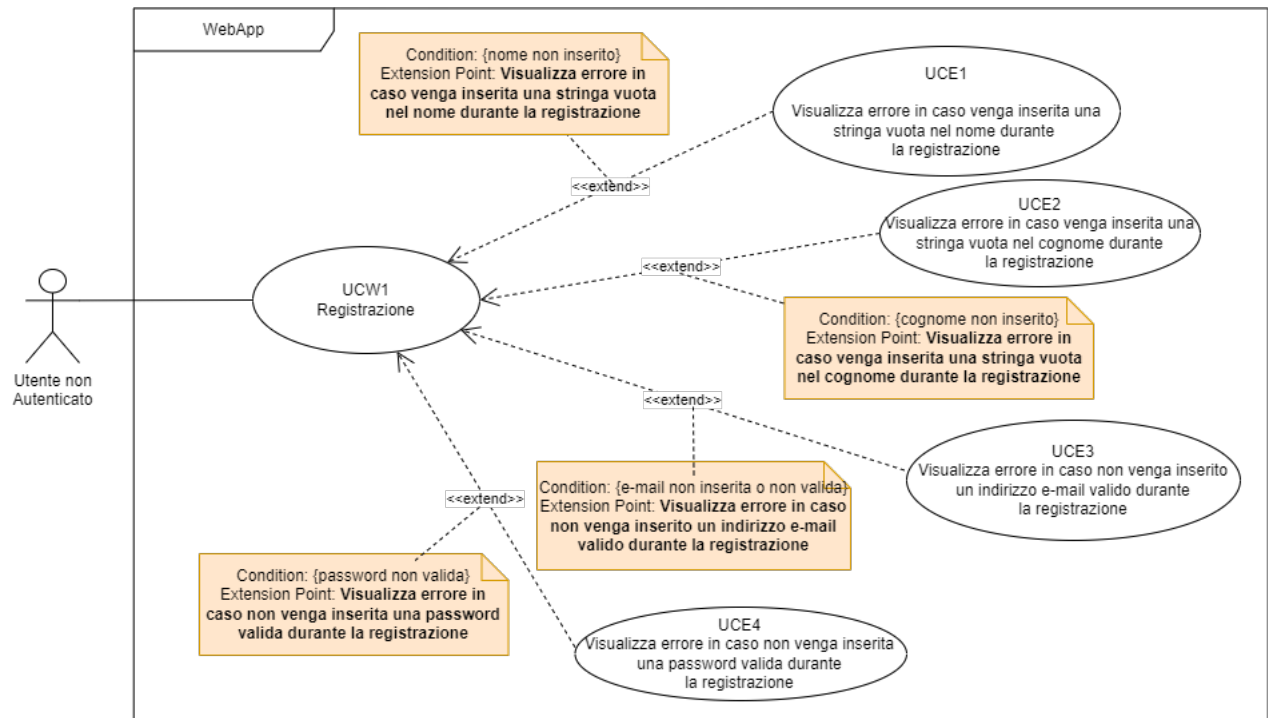 WebApp
Condition: {nome non inserito}
Extension Point: Visualizza errore in
caso venga inserita una stringa vuota
nel nome durante la registrazione
UCE1
Visualizza errore in caso venga inserita una
stringa vuota nel nome durante
la registrazione
<<extend>>
UCE2
Visualizza errore in caso venga inserita una
stringa vuota nel cognome durante
la registrazione
<<extend>>
UCW1
Registrazione
Condition: {cognome non inserito}
Extension Point: Visualizza errore in
caso venga inserita una stringa vuota
nel cognome durante la registrazione
Utente non
Autenticato
<<extend>>
UCE3
Visualizza errore in caso non venga inserito
un indirizzo e-mail valido durante
la registrazione
Condition: {e-mail non inserita o non valida}
Extension Point: Visualizza errore in caso
non venga inserito un indirizzo e-mail
valido durante la registrazione
<<extend>>
Condition: {password non valida}
Extension Point: Visualizza errore in
caso non venga inserita una password
valida durante la registrazione
UCE4
Visualizza errore in caso non venga inserita
una password valida durante
la registrazione